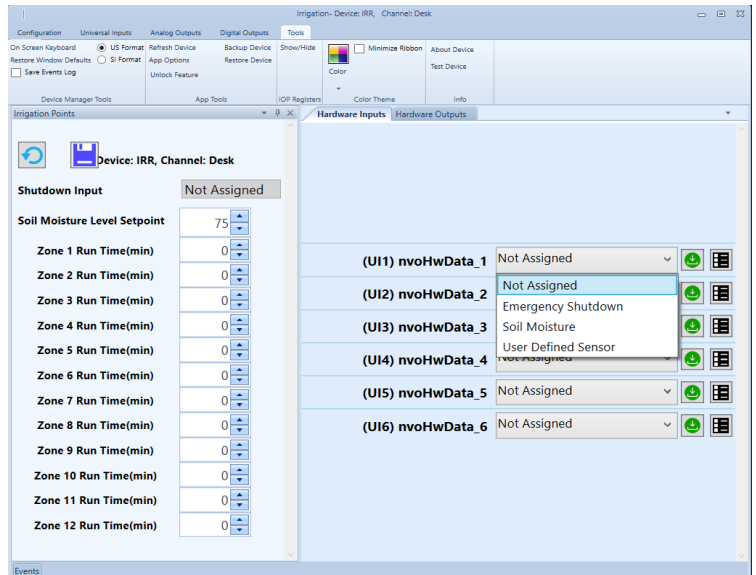 Irrigation- Device: IRR, Channel: Desk
Configuration Universal Inputs Analog Outputs Digital Outputs Tools
On Screen Keyboard US Format Refresh Device Backup Device Show/Hide Minimize Ribbon About Device
Restore Window Defaults SI Format App Options Restore Device Test Device
Save Events Log Unlock Feature Color
Device Manager Tools App Tools IOP Registers Color Theme Info
Irrigation Points
Hardware Inputs Hardware Outputs
Device: IRR, Channel: Desk
Shutdown Input Not Assigned
Soil Moisture Level Setpoint 75
Zone 1 Run Time(min) 0
Zone 2 Run Time(min) 0
Zone 3 Run Time(min) 0
Zone 4 Run Time(min) 0
Zone 5 Run Time(min) 0
Zone 6 Run Time(min) 0
Zone 7 Run Time(min) 0
Zone 8 Run Time(min) 0
Zone 9 Run Time(min) 0
Zone 10 Run Time(min) 0
Zone 11 Run Time(min) 0
Zone 12 Run Time(min) 0
(UI1) nvoHwData_1 Not Assigned
Not Assigned
(UI2) nvoHwData_2
Emergency Shutdown
(UI3) nvoHwData_3 Soil Moisture
User Defined Sensor
(UI4) nvoHwData_4 Not Assigned
(UI5) nvoHwData_5 Not Assigned
(UI6) nvoHwData_6 Not Assigned
Events